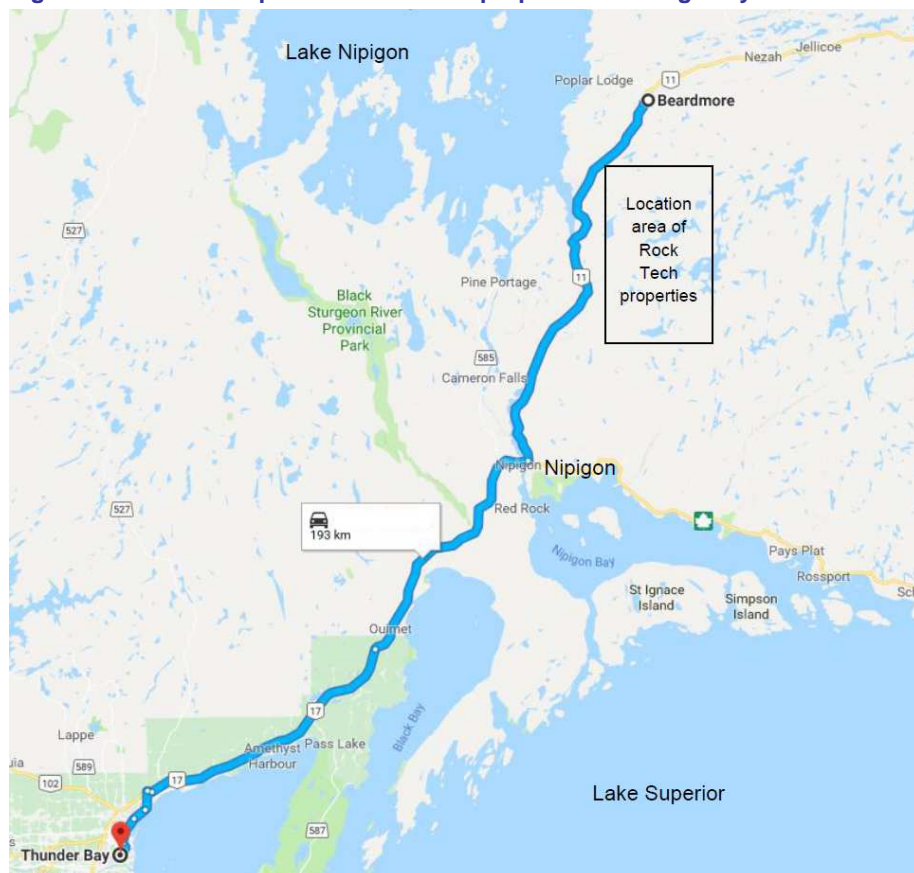 Lake Nipigon
Jellicoe
Nezah
Poplar Lodge
11
Beardmore
Location
area of
Rock
Tech
properties
527
11
Pine Portage
Black
Sturgeon River
Provincial
Park
585
Cameron Falls
Nipigon
Nipigon
527
Red Rock
193 km
Nipigon Bay
Pays Plat
Rossport
St Ignace
Island
Simpson
Island
Ouimet
17
Lappe
Amethyst
Harbour
Pass Lake
Black Bay
589
17
102
Lake Superior
587
Thunder Bay